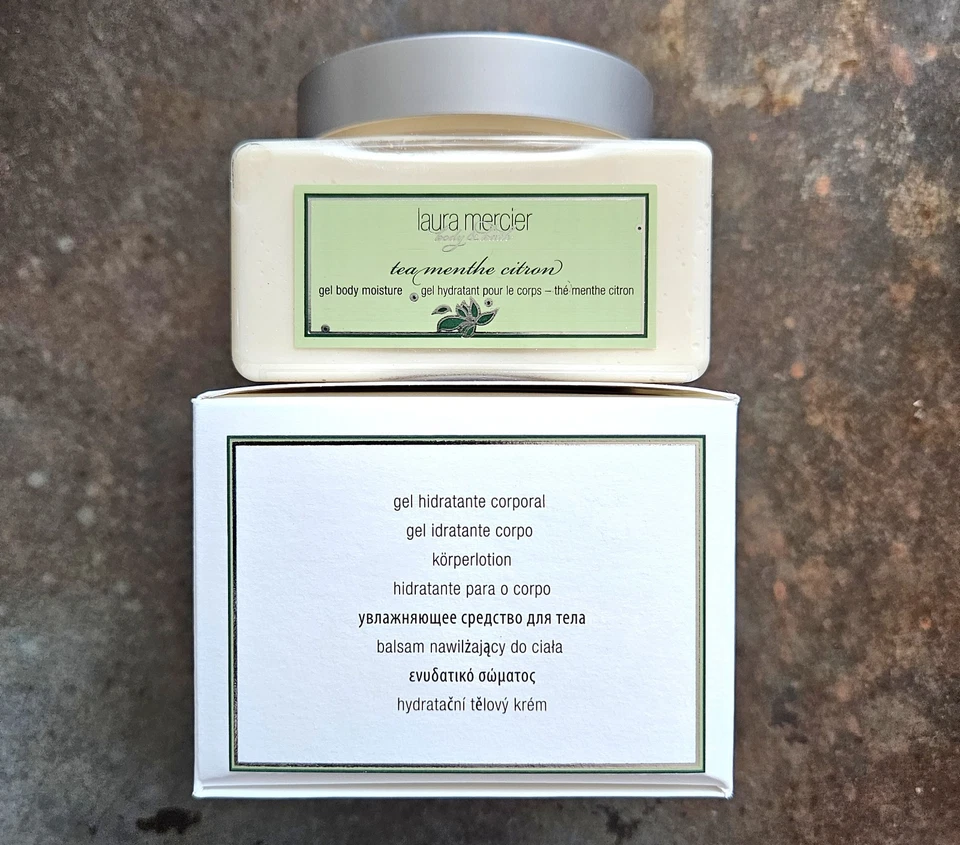 laura mercier
body & bath
tea menthe citron
gel body moisture gel hydratant pour le corps – thé menthe citron
gel hidratante corporal
gel idratante corpo
körperlotion
hidratante para o corpo
увлажняющее средство для тела
balsam nawilżający do ciała
ενυδατικό σώματος
hydratační tělový krém